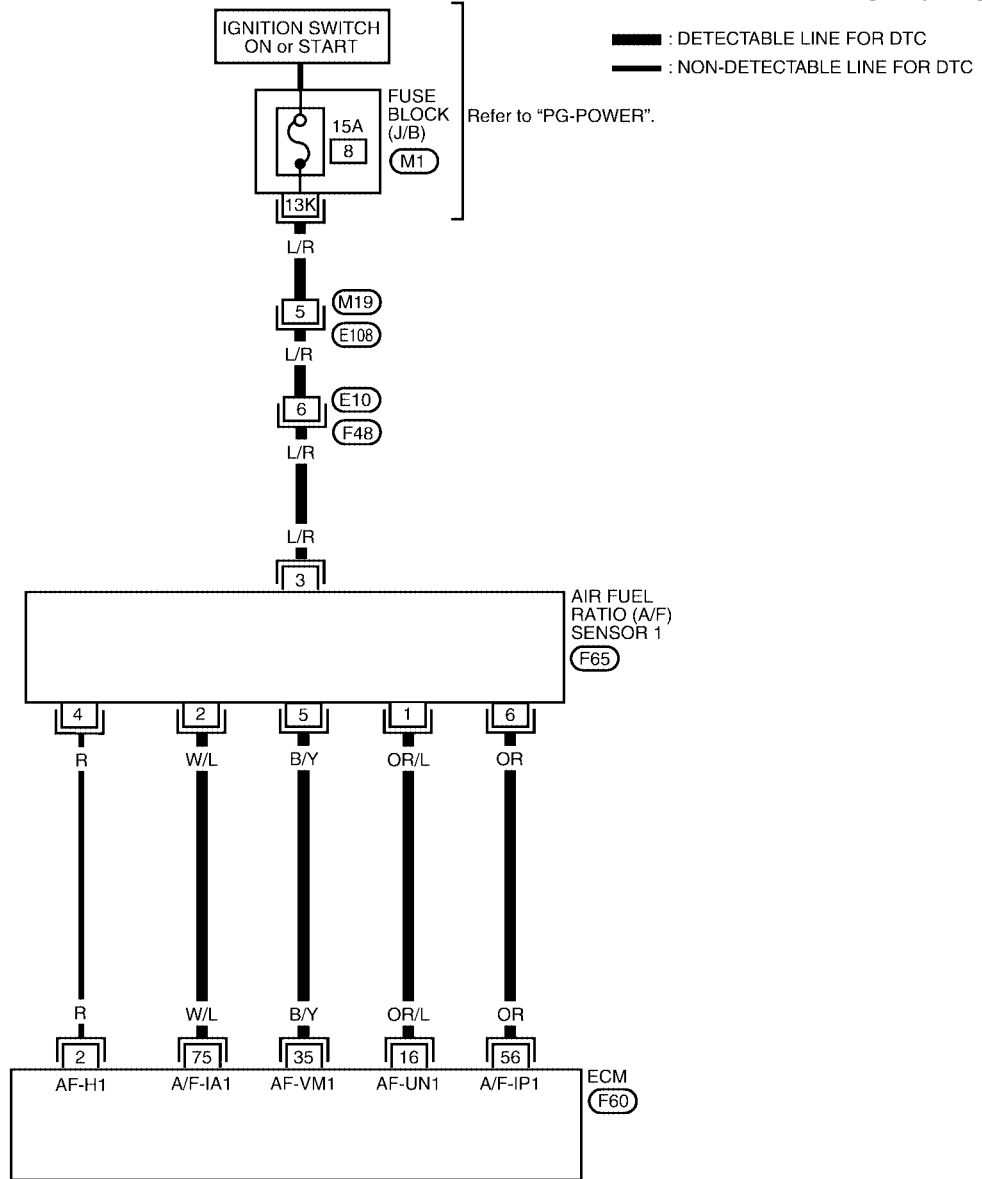 IGNITION SWITCH
ON or START
: DETECTABLE LINE FOR DTC
: NON-DETECTABLE LINE FOR DTC
FUSE
BLOCK
(J/B)
M1
15A
8
Refer to "PG-POWER".
13K
L/R
5
M19
E108
L/R
6
E10
F48
L/R
L/R
3
AIR FUEL
RATIO (A/F)
SENSOR 1
F65
4 2 5 1 6
R W/L B/Y OR/L OR
R W/L B/Y OR/L OR
2 75 35 16 56
AF-H1 A/F-IA1 AF-VM1 AF-UN1 A/F-IP1
ECM
F60